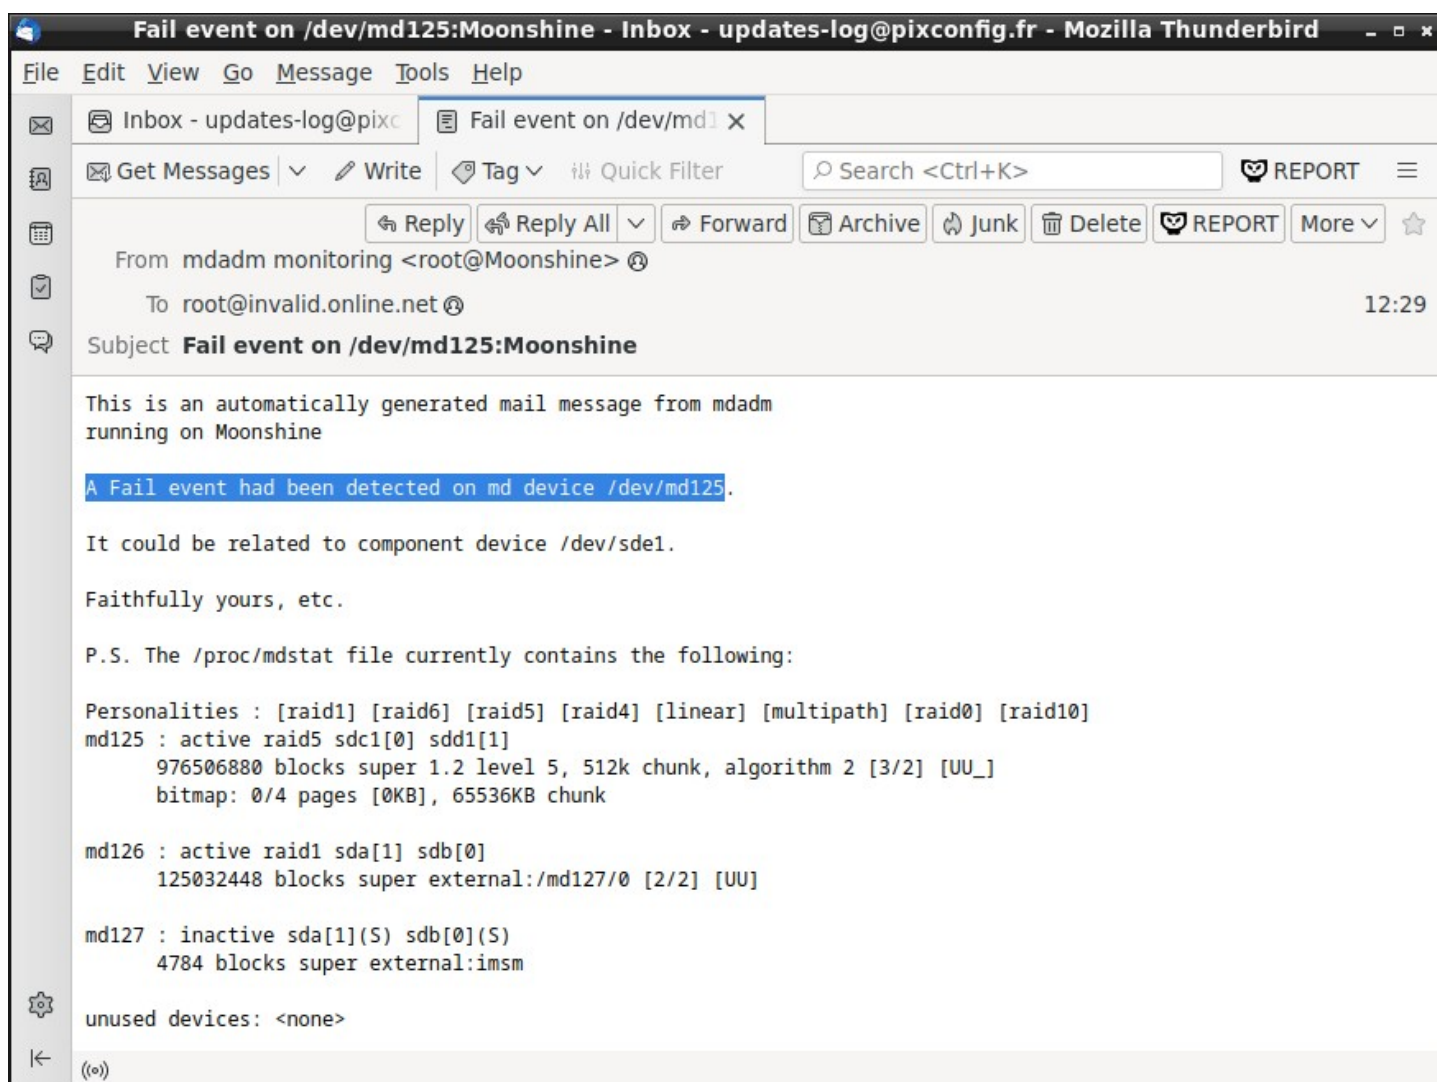 Fail event on /dev/md125:Moonshine - Inbox - updates-log@pixconfig.fr - Mozilla Thunderbird
File Edit View Go Message Tools Help
Inbox - updates-log@pixc Fail event on /dev/md1
Get Messages Write Tag Quick Filter Search <Ctrl+K> REPORT
Reply Reply All Forward Archive Junk Delete REPORT More
From mdadm monitoring <root@Moonshine>
To root@invalid.online.net 12:29
Subject Fail event on /dev/md125:Moonshine
This is an automatically generated mail message from mdadm
running on Moonshine
A Fail event had been detected on md device /dev/md125.
It could be related to component device /dev/sde1.
Faithfully yours, etc.
P.S. The /proc/mdstat file currently contains the following:
Personalities : [raid1] [raid6] [raid5] [raid4] [linear] [multipath] [raid0] [raid10]
md125 : active raid5 sdc1[0] sdd1[1]
976506880 blocks super 1.2 level 5, 512k chunk, algorithm 2 [3/2] [UU_]
bitmap: 0/4 pages [0KB], 65536KB chunk
md126 : active raid1 sda[1] sdb[0]
125032448 blocks super external:/md127/0 [2/2] [UU]
md127 : inactive sda[1](S) sdb[0](S)
4784 blocks super external:imsm
unused devices: <none>